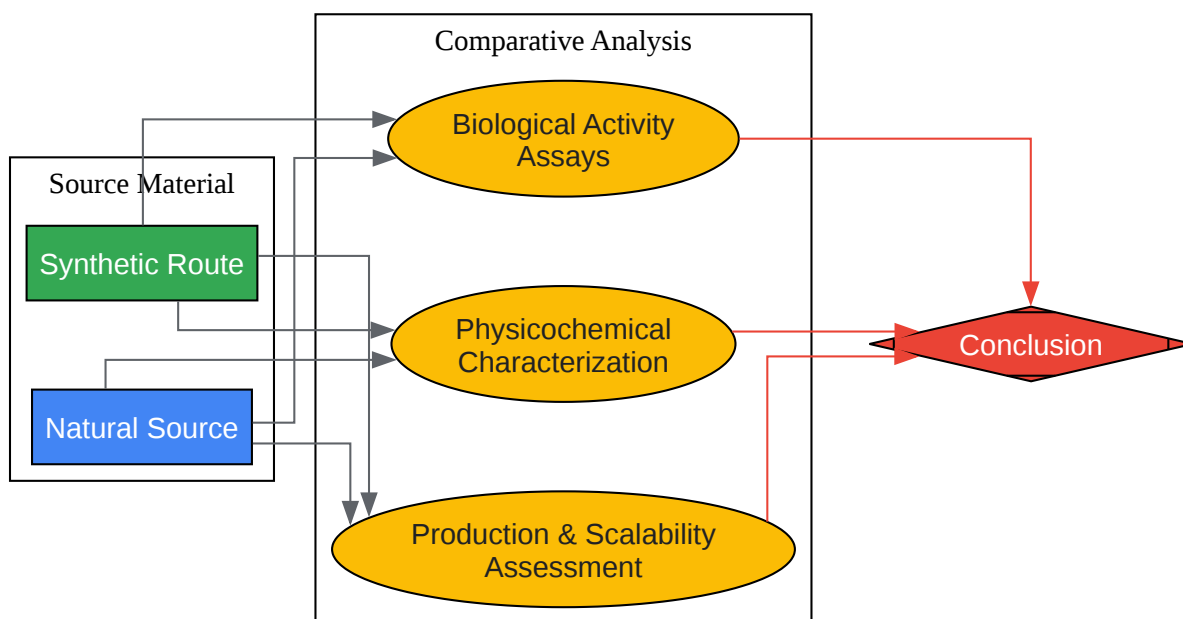 Source Material
Synthetic Route
Natural Source
Comparative Analysis
Biological Activity
Assays
Physicochemical
Characterization
Production & Scalability
Assessment
Conclusion